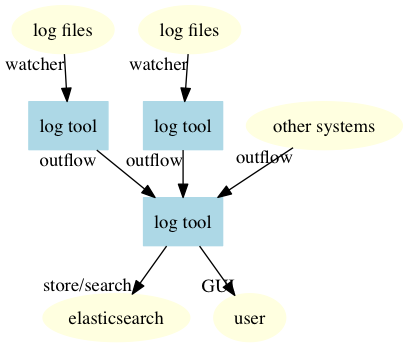 log files
log files
watcher
watcher
log tool
log tool
other systems
outflow
outflow
outflow
log tool
store/search
GUI
elasticsearch
user